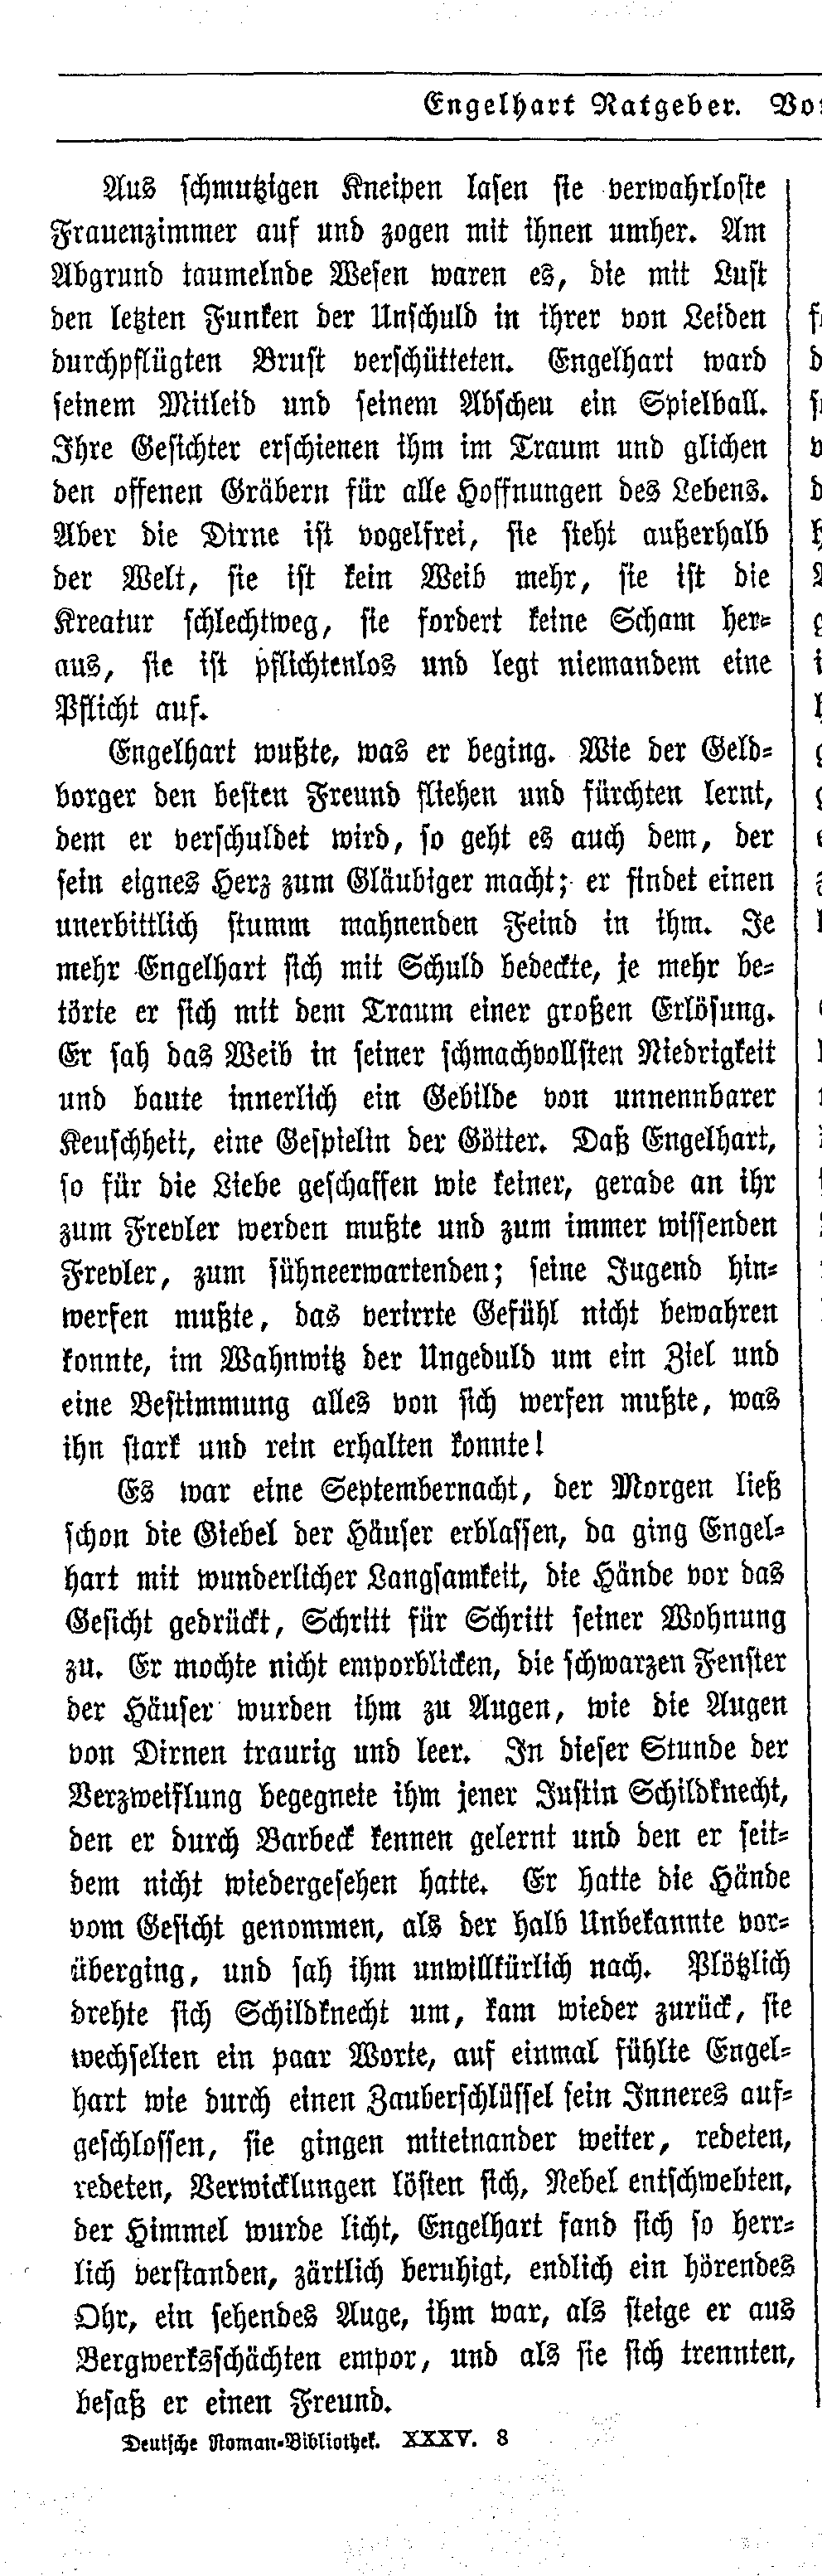 Engelhart Ratgeber.
Aus schmutzigen Kneipen lasen sie verwahrloste
Frauenzimmer auf und zogen mit ihnen umher. Am
Abgrund taumelnde Wesen waren es, die mit Lust
den letzten Funken der Unschuld in ihrer von Leiden
durchpflügten Brust verschütteten. Engelhart ward
seinem Mitleid und seinem Abscheu ein Spielball.
Ihre Gesichter erschienen ihm im Traum und glichen
den offenen Gräbern für alle Hoffnungen des Lebens.
Aber die Dirne ist vogelfrei, sie steht außerhalb
der Welt, sie ist kein Weib mehr, sie ist die
Kreatur schlechtweg, sie fordert keine Scham her-
aus, sie ist pflichtenlos und legt niemandem eine
Pflicht auf.
Engelhart wußte, was er beging. Wie der Geld-
borger den besten Freund fliehen und fürchten lernt,
dem er verschuldet wird, so geht es auch dem, der
sein eignes Herz zum Gläubiger macht; er findet einen
unerbittlich stumm mahnenden Feind in ihm. Je
mehr Engelhart sich mit Schuld bedeckte, je mehr be-
törte er sich mit dem Traum einer großen Erlösung.
Er sah das Weib in seiner schmachvollsten Niedrigkeit
und baute innerlich ein Gebilde von unnennbarer
Keuschheit, eine Gespielin der Götter. Daß Engelhart,
so für die Liebe geschaffen wie keiner, gerade an ihr
zum Frevler werden mußte und zum immer wissenden
Frevler, zum sühneerwartenden; seine Jugend hin-
werfen mußte, das verirrte Gefühl nicht bewahren
konnte, im Wahnwitz der Ungeduld um ein Ziel und
eine Bestimmung alles von sich werfen mußte, was
ihn stark und rein erhalten konnte!
Es war eine Septembernacht, der Morgen ließ
schon die Giebel der Häuser erblassen, da ging Engel-
hart mit wunderlicher Langsamkeit, die Hände vor das
Gesicht gedrückt, Schritt für Schritt seiner Wohnung
zu. Er mochte nicht emporblicken, die schwarzen Fenster
der Häuser wurden ihm zu Augen, wie die Augen
von Dirnen traurig und leer. In dieser Stunde der
Verzweiflung begegnete ihm jener Justin Schildknecht,
den er durch Barbeck kennen gelernt und den er seit-
dem nicht wiedergesehen hatte. Er hatte die Hände
vom Gesicht genommen, als der halb Unbekannte vor-
überging, und sah ihm unwillkürlich nach. Plötzlich
drehte sich Schildknecht um, kam wieder zurück, sie
wechselten ein paar Worte, auf einmal fühlte Engel-
hart wie durch einen Zauberschlüssel sein Inneres auf-
geschlossen, sie gingen miteinander weiter, redeten,
redeten, Verwicklungen lösten sich, Nebel entschwebten,
der Himmel wurde licht, Engelhart fand sich so herr-
lich verstanden, zärtlich beruhigt, endlich ein hörendes
Ohr, ein sehendes Auge, ihm war, als steige er aus
Bergwerksschächten empor, und als sie sich trennten,
besaß er einen Freund.
Deutsche Roman-Bibliothek. XXXV. 8